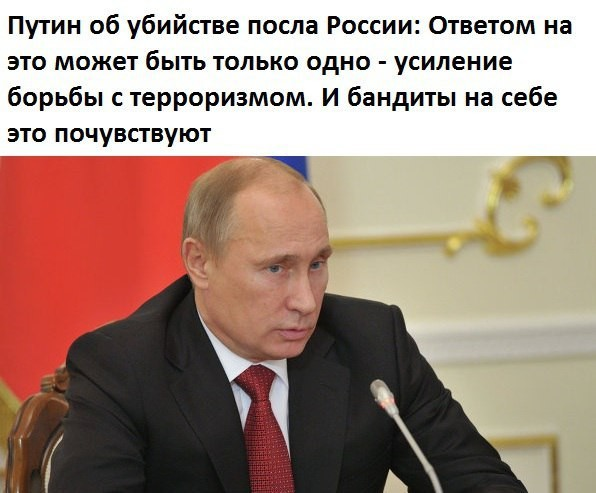 Путин об убийстве посла России: Ответом на
это может быть только одно - усиление
борьбы с терроризмом. И бандиты на себе
это почувствуют